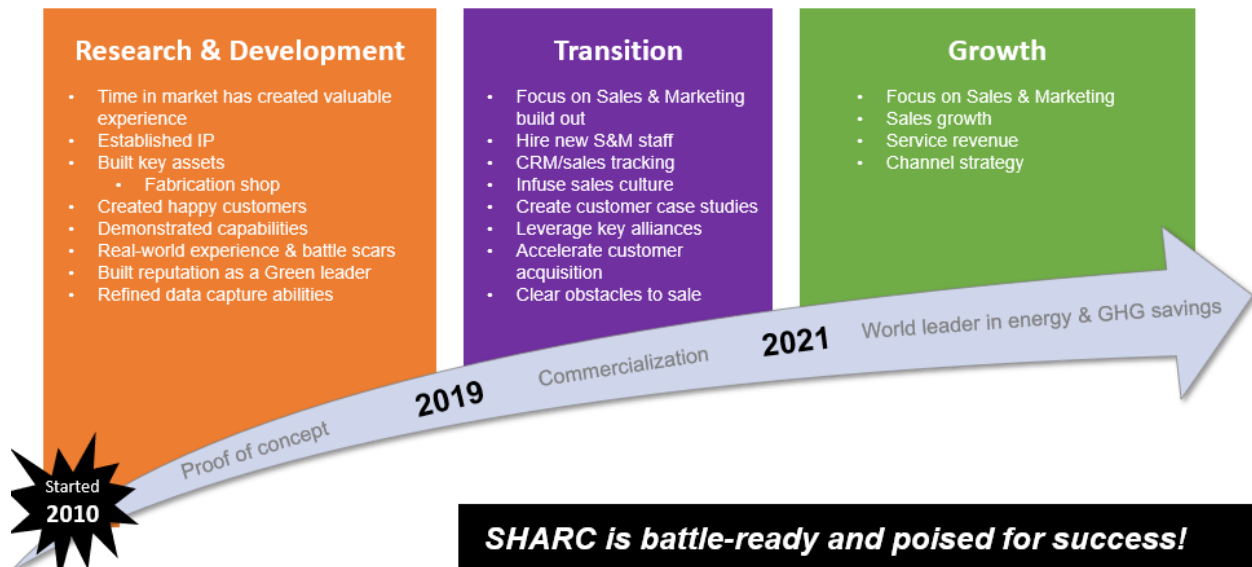 Research & Development
• Time in market has created valuable
experience
• Established IP
• Built key assets
• Fabrication shop
• Created happy customers
• Demonstrated capabilities
• Real-world experience & battle scars
• Built reputation as a Green leader
• Refined data capture abilities
Transition
• Focus on Sales & Marketing
build out
• Hire new S&M staff
• CRM/sales tracking
• Infuse sales culture
• Create customer case studies
• Leverage key alliances
• Accelerate customer
acquisition
• Clear obstacles to sale
Growth
• Focus on Sales & Marketing
• Sales growth
• Service revenue
• Channel strategy
Started
2010
Proof of concept
2019
Commercialization
2021
World leader in energy & GHG savings
SHARC is battle-ready and poised for success!